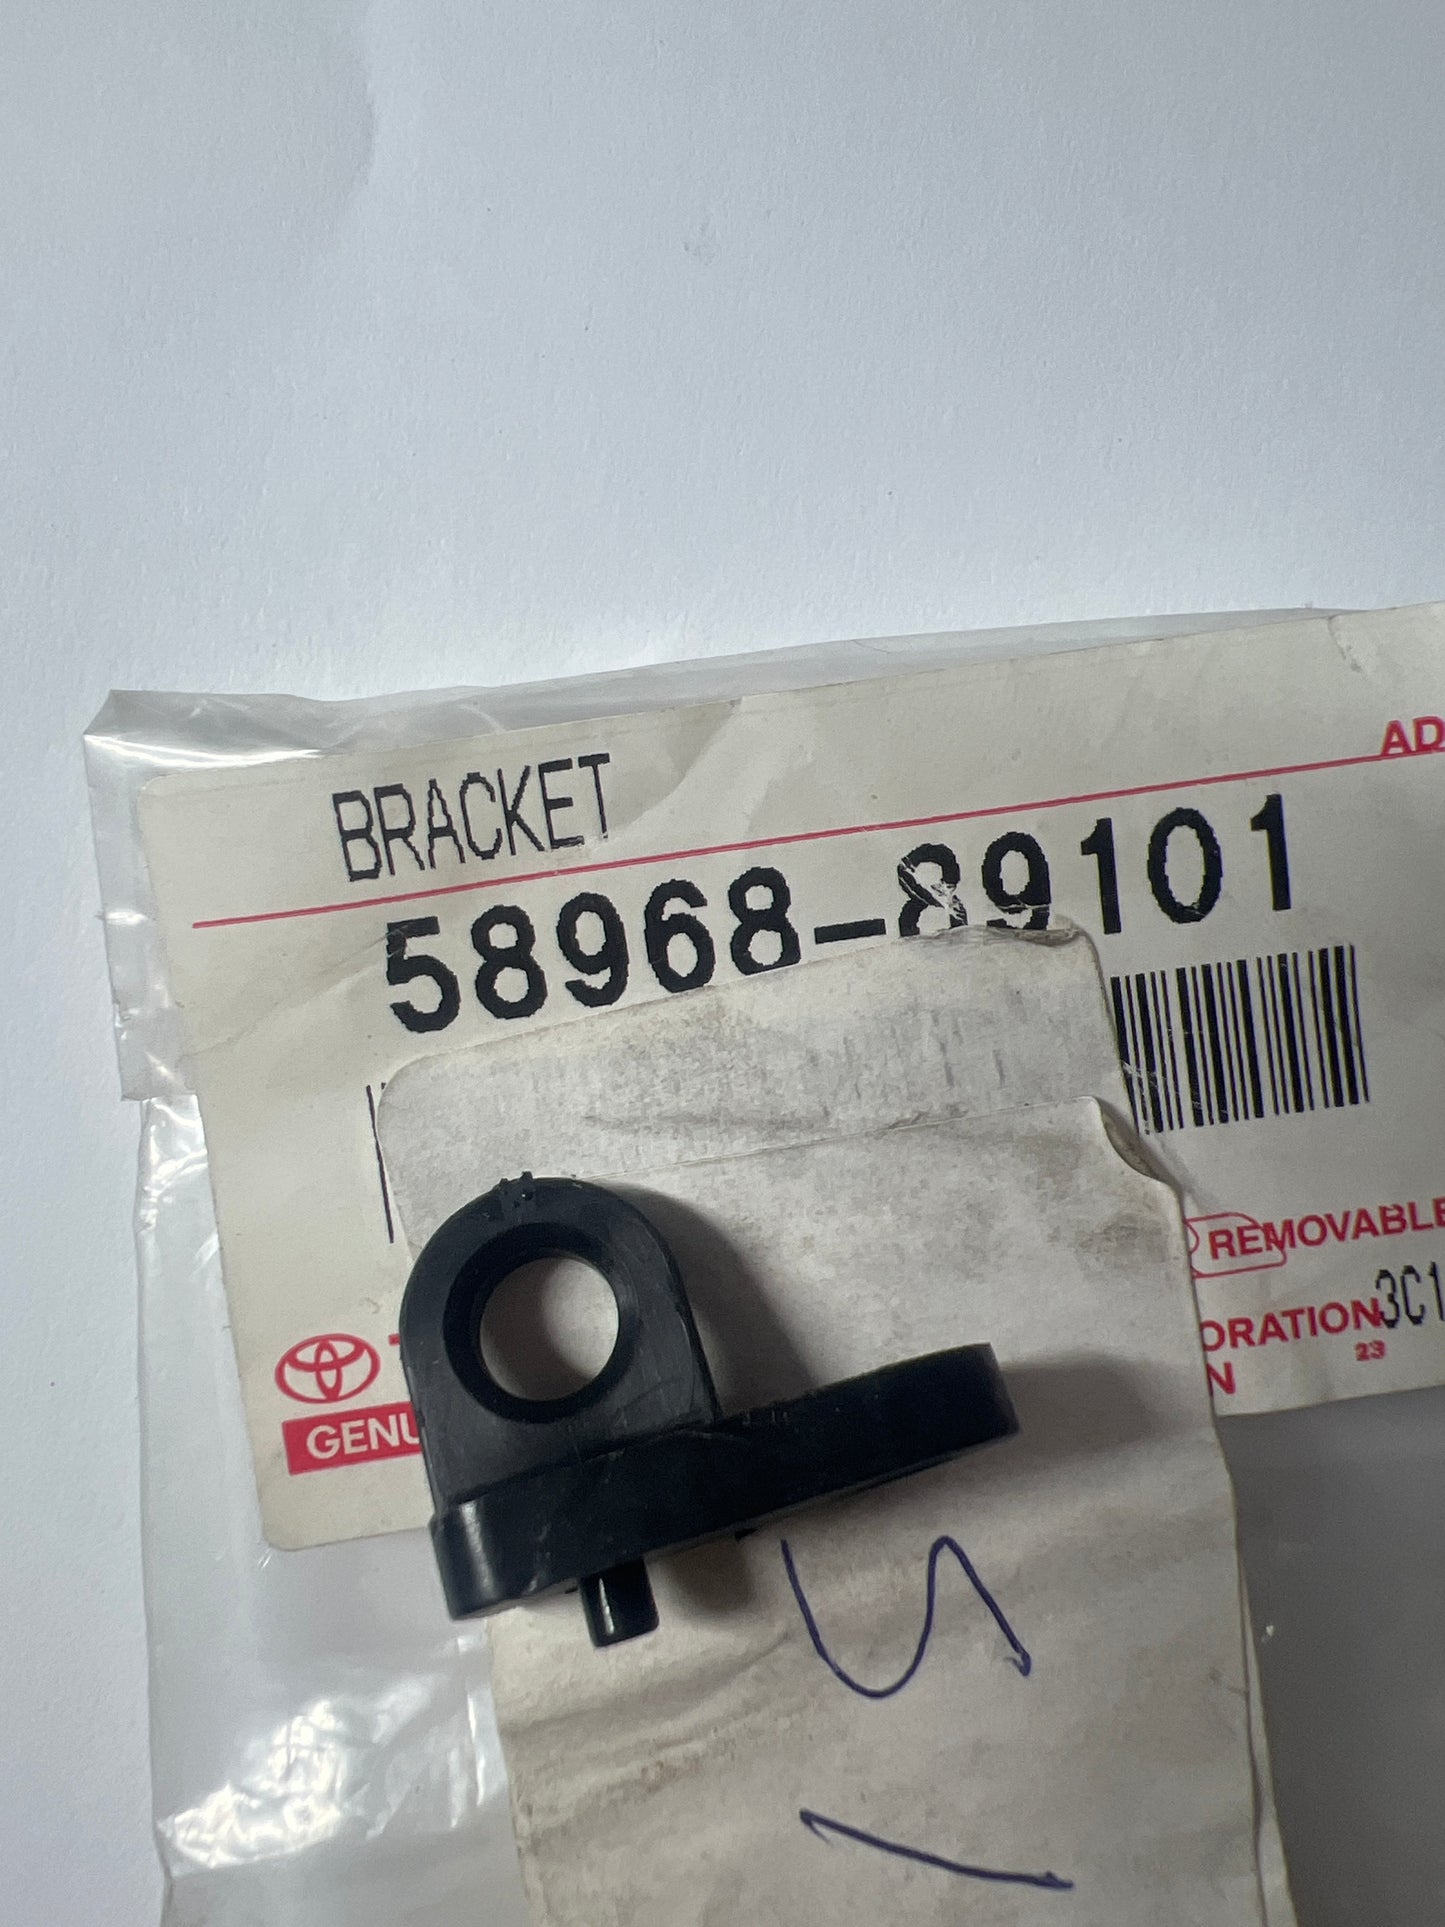 AD
BRACKET
58968-89101
REMOVABLE
3C1
ORATION
23
N
GENU